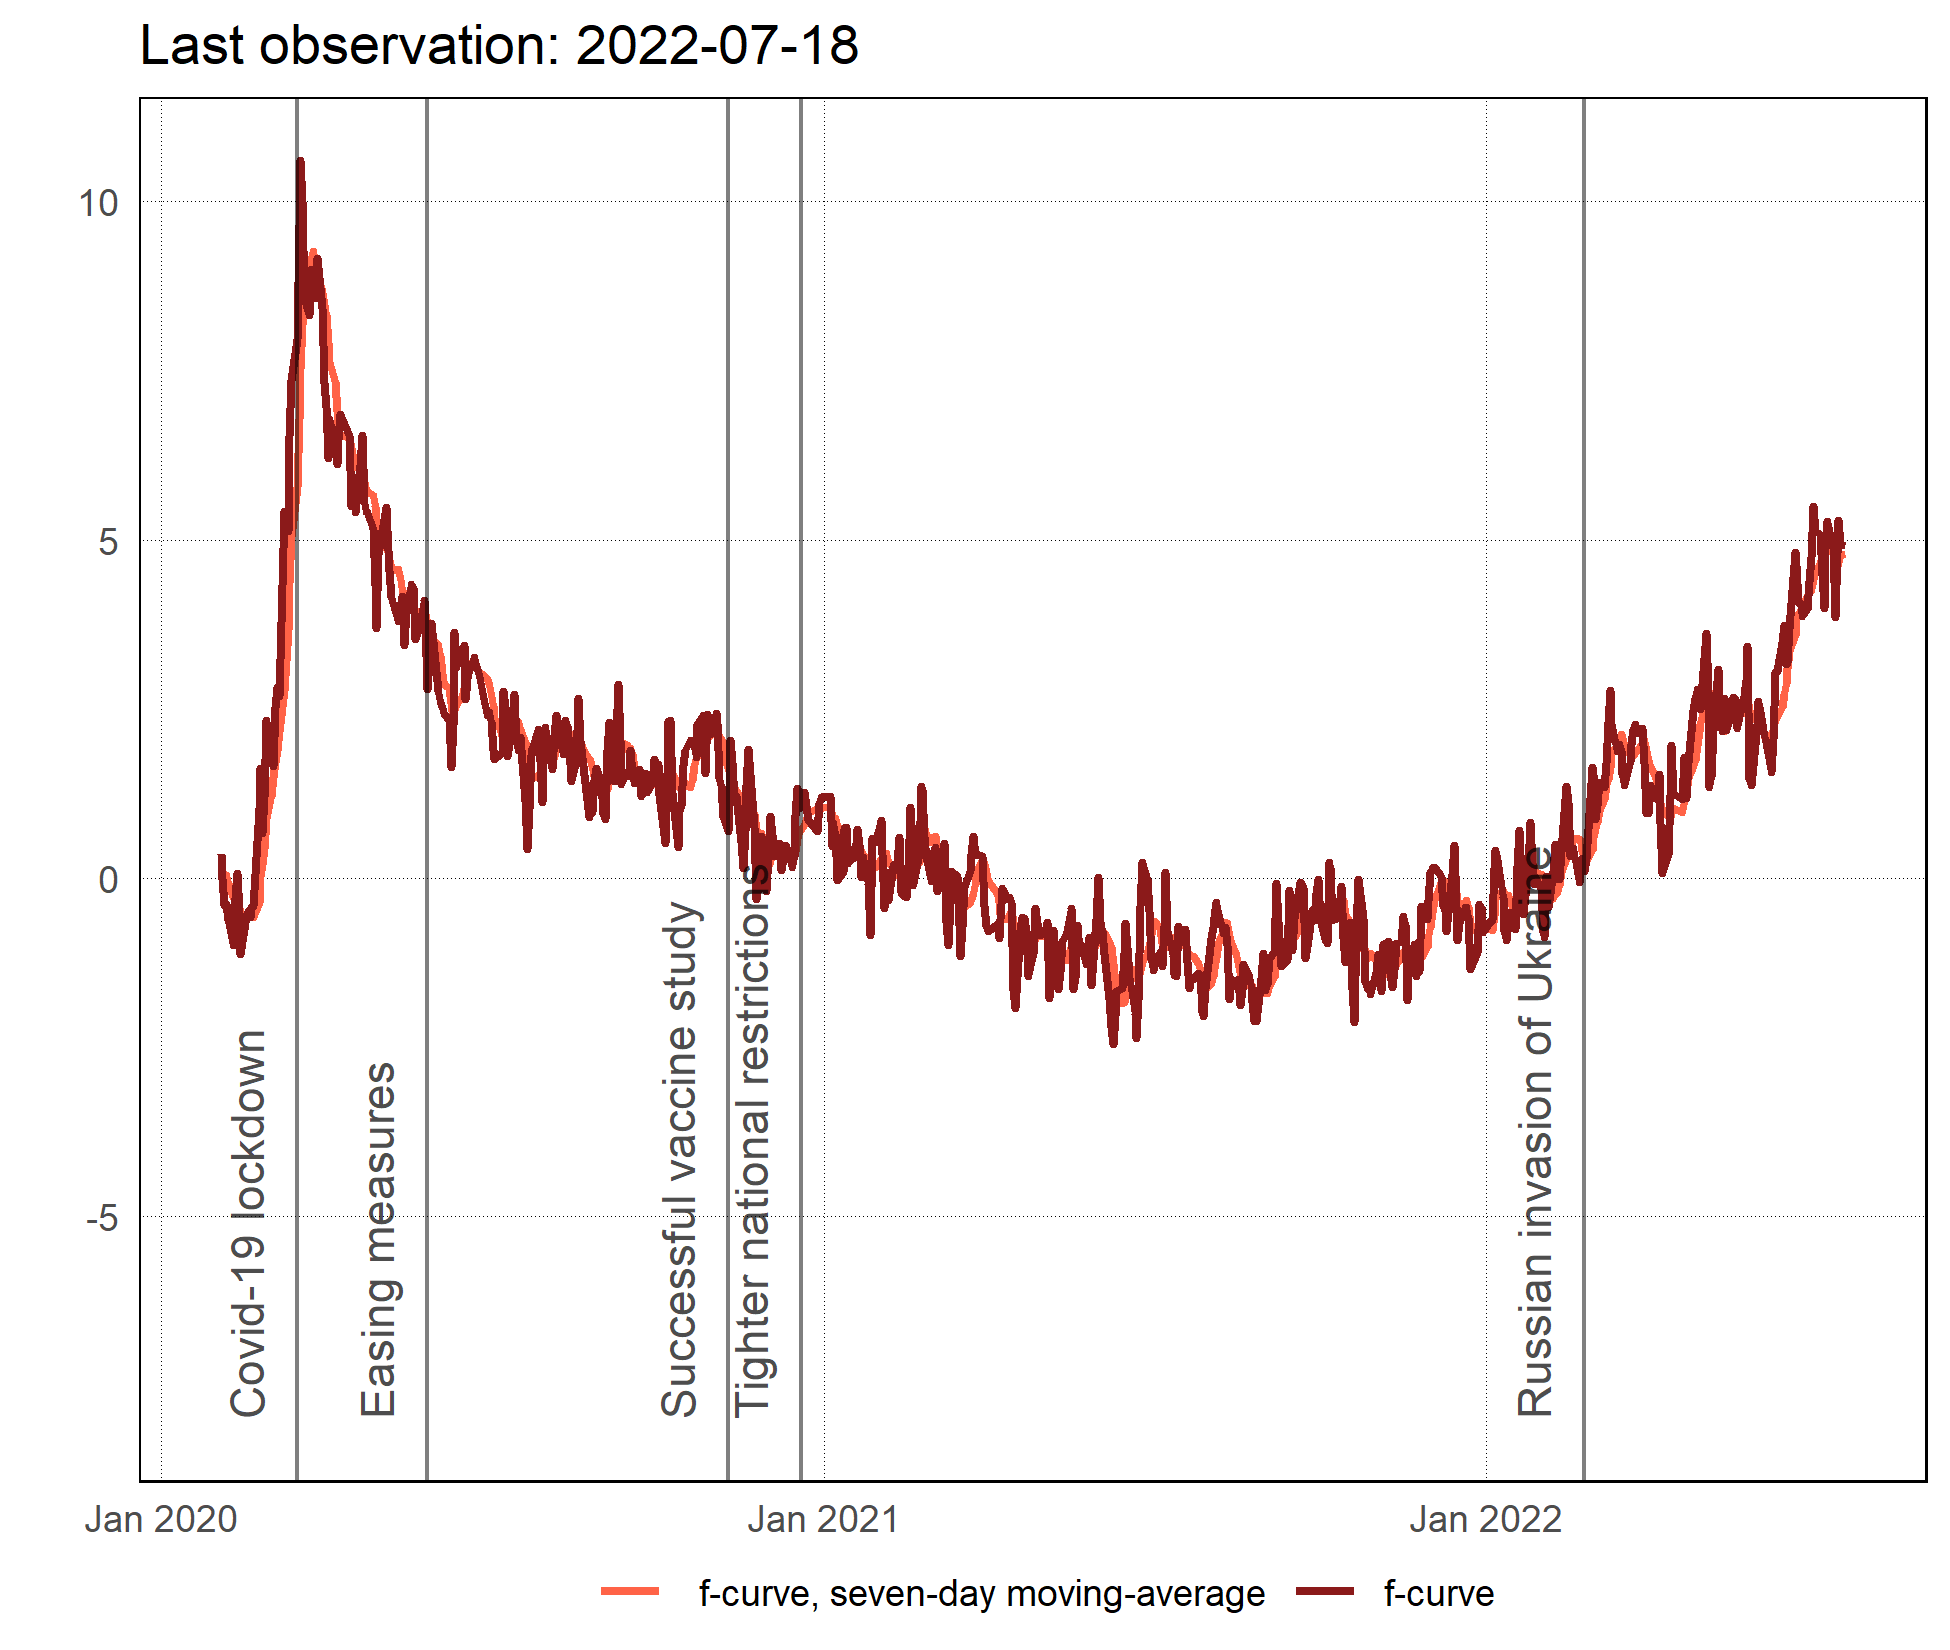 Last observation: 2022-07-18
10
5
0
-5
Covid-19 lockdown
Easing measures
Successful vaccine study
Tighter national restrictions
Russian invasion of Ukraine
Jan 2020
Jan 2021
Jan 2022
f-curve, seven-day moving-average
f-curve